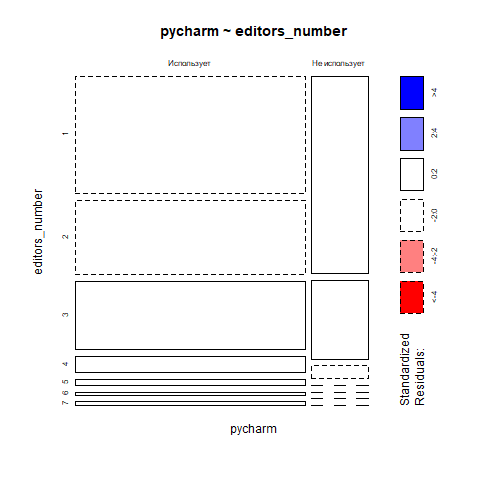 pycharm ~ editors_number
Использует
Не использует
1
2
3
4
5
6
7
editors_number
pycharm
>4
2:4
0:2
-2:0
-4:-2
<-4
Standardized
Residuals: